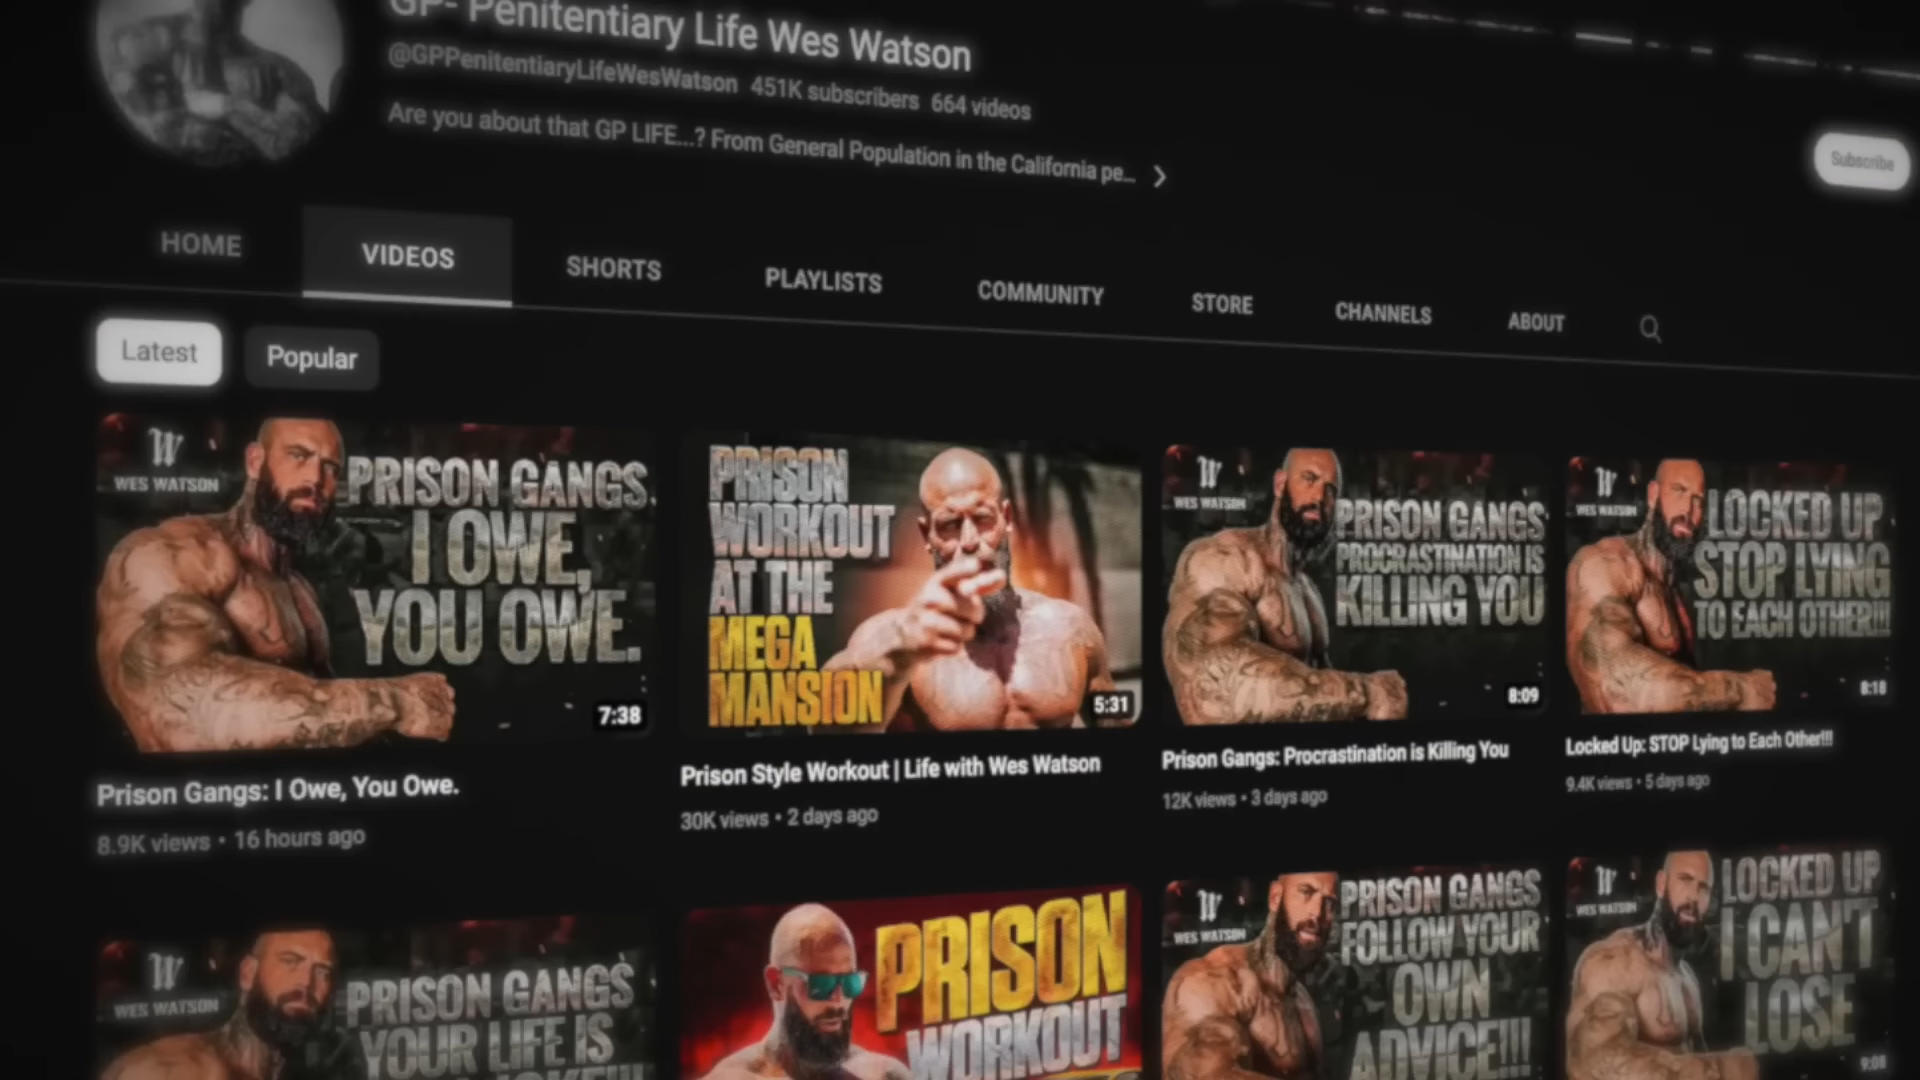 GP- Penitentiary Life Wes Watson
@GPPenitentiaryLifeWesWatson 451K subscribers 664 videos
Are you about that GP LIFE...? From General Population in the California pe...
Subscribe
HOME VIDEOS SHORTS PLAYLISTS COMMUNITY STORE CHANNELS ABOUT
Latest Popular
W
WES WATSON
PRISON GANGS.
I OWE,
YOU OWE.
7:38
PRISON
WORKOUT
AT THE
MEGA
MANSION
5:31
W
WES WATSON
PRISON GANGS
PROCRASTINATION IS
KILLING YOU
8:09
W
WES WATSON
LOCKED UP
STOP LYING
TO EACH OTHER!!!
8:18
Prison Gangs: I Owe, You Owe.
8.9K views • 16 hours ago
Prison Style Workout | Life with Wes Watson
30K views • 2 days ago
Prison Gangs: Procrastination is Killing You
12K views • 3 days ago
Locked Up: STOP Lying to Each Other!!!
9.4K views • 5 days ago
W
WES WATSON
PRISON GANGS
YOUR LIFE IS
PRISON
WORKOUT
W
WES WATSON
PRISON GANGS
FOLLOW YOUR
OWN
ADVICE!!!
W
WES WATSON
LOCKED UP
I CAN'T
LOSE
9:08